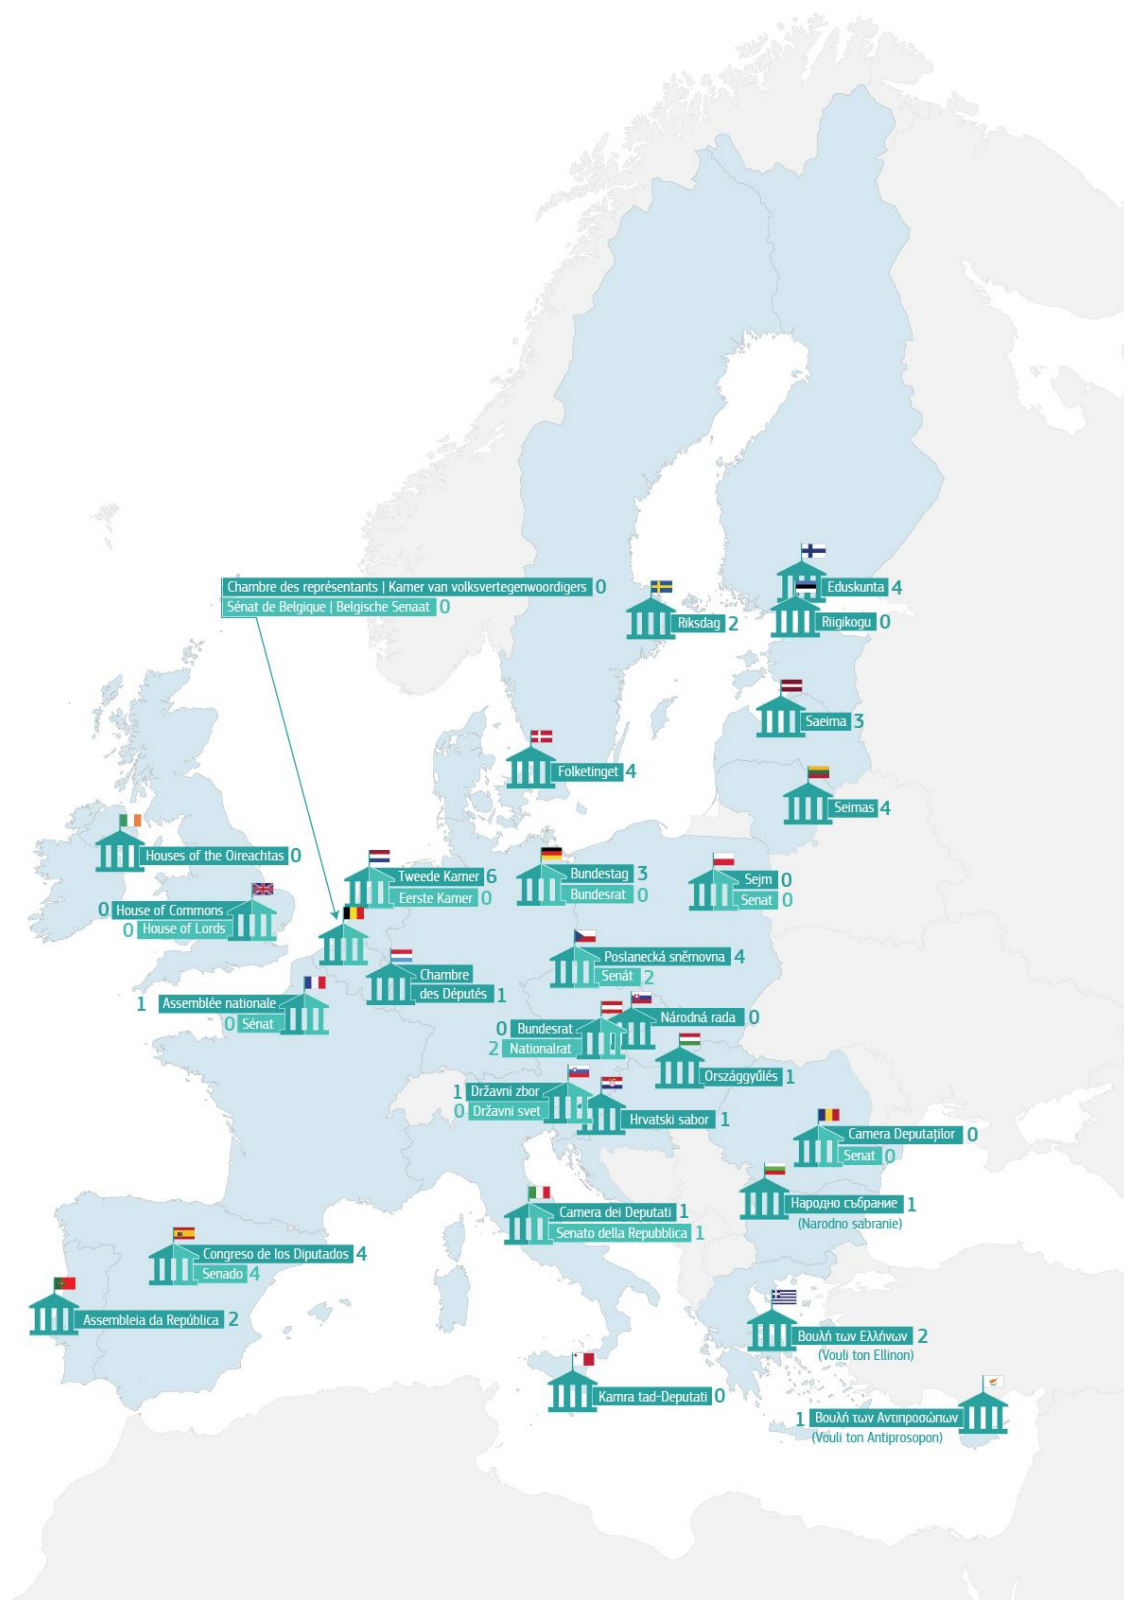 Eduskunta 4
Chambre des représentants | Kamer van volksvertegenwoordigers 0
Sénat de Belgique | Belgische Senaat 0
Riksdag 2
Riigikogu 0
Saeima 3
Folketinget 4
Seimas 4
Houses of the Oireachtas 0
Tweede Kamer 6
Eerste Kamer 0
Bundestag 3
Bundesrat 0
Sejm 0
Senat 0
0 House of Commons
0 House of Lords
Poslanecká sněmovna 4
Senát 2
Chambre
des Députés 1
1 Assemblée nationale
0 Sénat
Národná rada 0
0 Bundesrat
2 Nationalrat
Országgyűlés 1
1 Državni zbor
0 Državni svet
Hrvatski sabor 1
Camera Deputaților 0
Senat 0
Народно събрание 1
(Narodno sabranie)
Camera dei Deputati 1
Senato della Repubblica 1
Congreso de los Diputados 4
Senado 4
Assembleia da República 2
Βουλή των Ελλήνων 2
(Vouli ton Ellinon)
Kamra tad-Deputati 0
1 Βουλή των Αντιπροσώπων
(Vouli ton Antiprosopon)